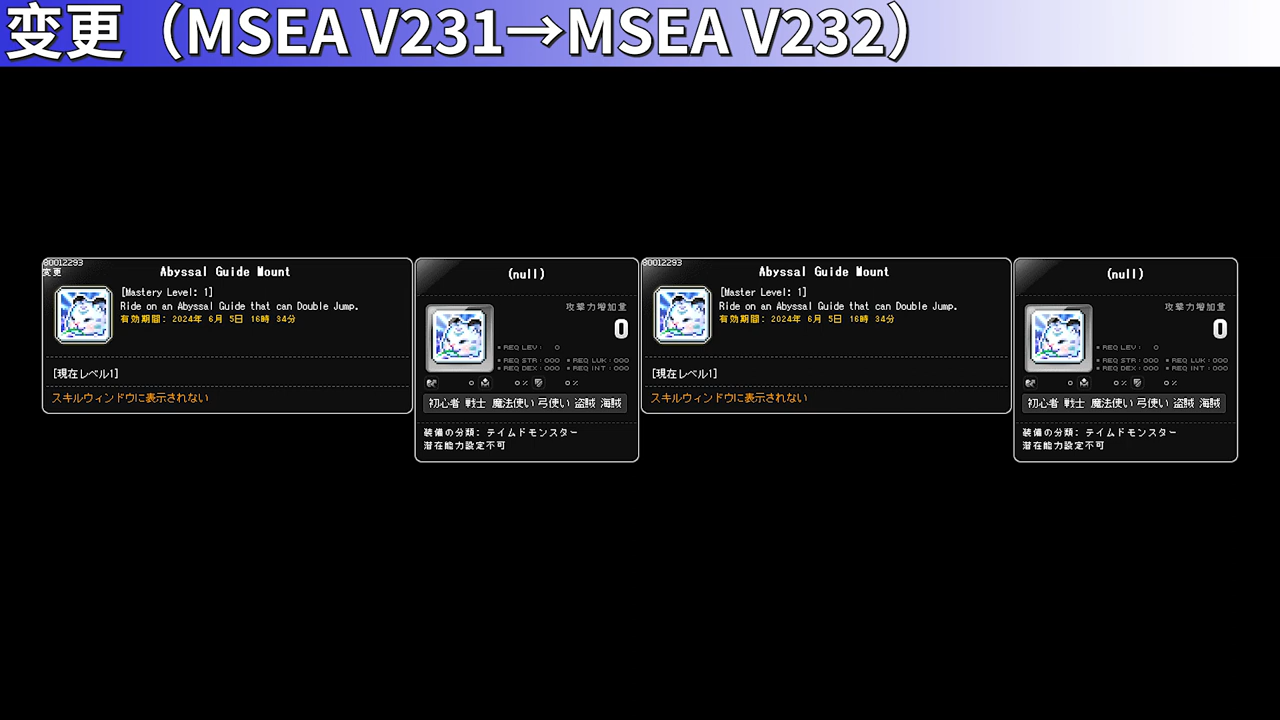 変更（MSEA V231→MSEA V232）
80012293
変更
Abyssal Guide Mount
[Mastery Level: 1]
Ride on an Abyssal Guide that can Double Jump.
有効期間: 2024年 6月 5日 16時 34分
[現在レベル1]
スキルウィンドウに表示されない
(null)
攻撃力増加量
0
REQ LEV : 0
REQ STR : 000 REQ LUK : 000
REQ DEX : 000 REQ INT : 000
0 0% 0%
初心者 戦士 魔法使い 弓使い 盗賊 海賊
装備の分類: テイムドモンスター
潜在能力設定不可
80012293
Abyssal Guide Mount
[Master Level: 1]
Ride on an Abyssal Guide that can Double Jump.
有効期間: 2024年 6月 5日 16時 34分
[現在レベル1]
スキルウィンドウに表示されない
(null)
攻撃力増加量
0
REQ LEV : 0
REQ STR : 000 REQ LUK : 000
REQ DEX : 000 REQ INT : 000
0 0% 0%
初心者 戦士 魔法使い 弓使い 盗賊 海賊
装備の分類: テイムドモンスター
潜在能力設定不可